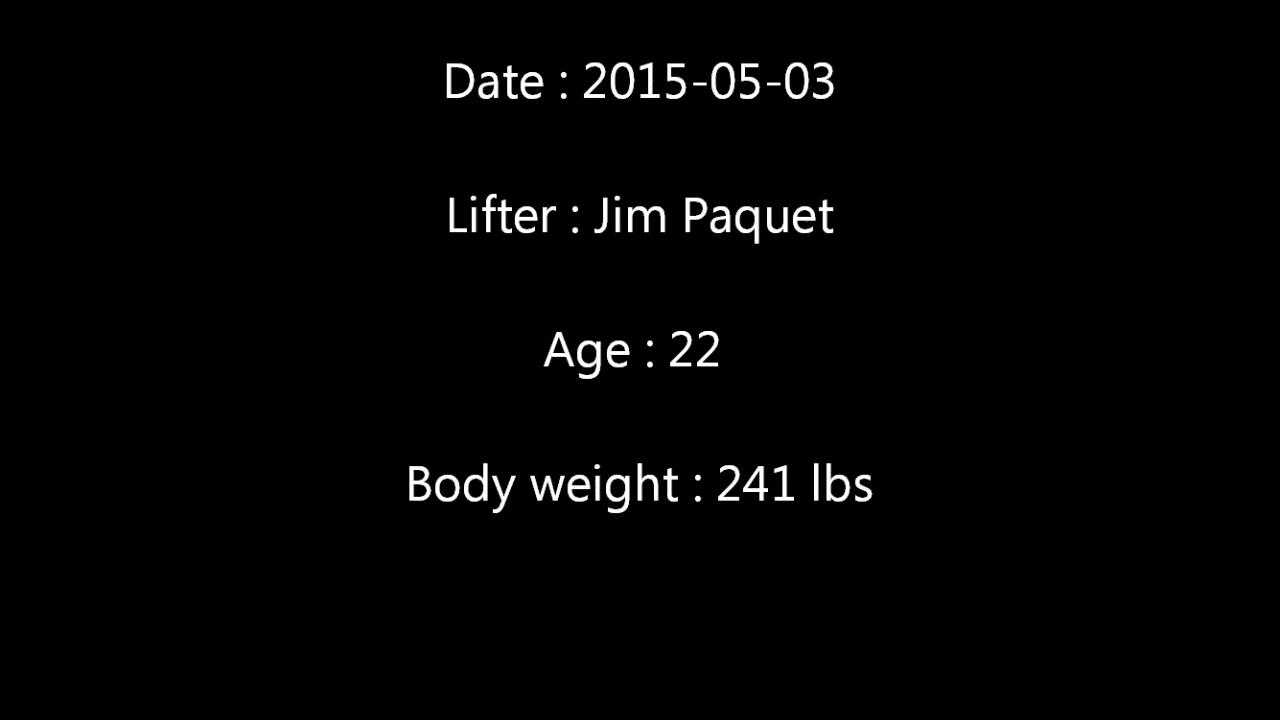 Date : 2015-05-03
Lifter : Jim Paquet
Age : 22
Body weight : 241 lbs